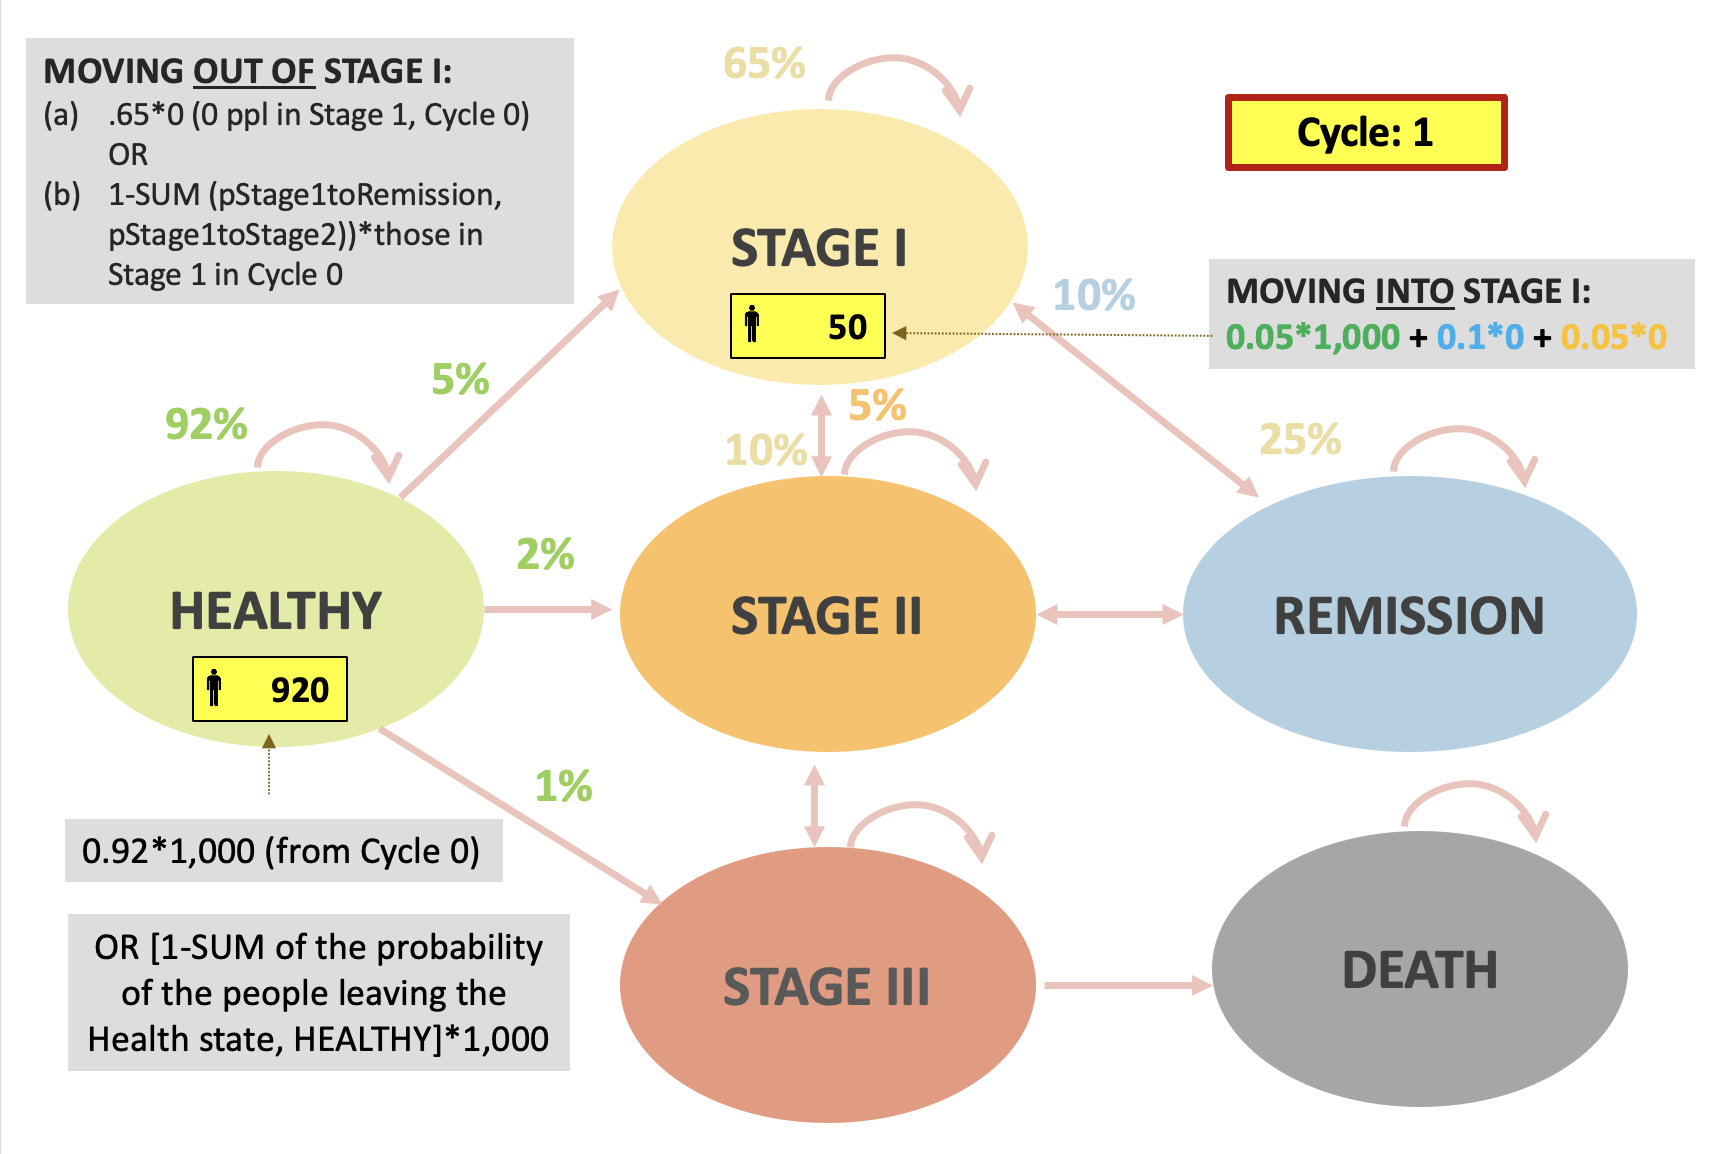 MOVING OUT OF STAGE I:
(a) .65*0 (0 ppl in Stage 1, Cycle 0)
OR
(b) 1-SUM (pStage1toRemission,
pStage1toStage2))*those in
Stage 1 in Cycle 0
65%
Cycle: 1
STAGE I
50
10%
MOVING INTO STAGE I:
0.05*1,000 + 0.1*0 + 0.05*0
5%
92%
5%
10%
25%
2%
HEALTHY
920
STAGE II
REMISSION
1%
0.92*1,000 (from Cycle 0)
OR [1-SUM of the probability
of the people leaving the
Health state, HEALTHY]*1,000
STAGE III
DEATH